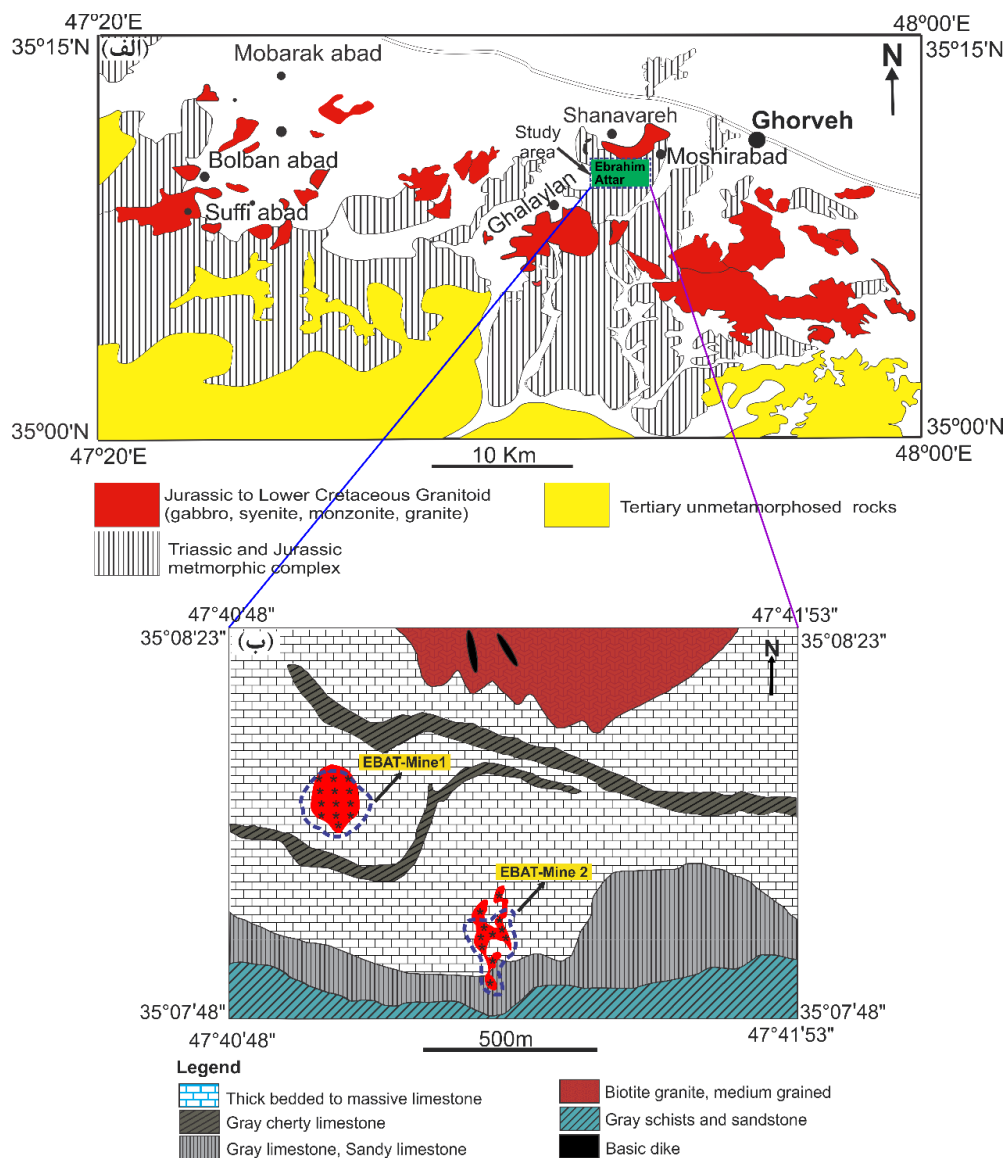 47°20'E
48°00'E
35°15'N
35°15'N
(الف)
N
Mobarak abad
Shanavareh
Ghorveh
Study
area
Bolban abad
Moshirabad
Ebrahim
Attar
Suffi abad
Ghalaylan
35°00'N
35°00'N
47°20'E
48°00'E
10 Km
Jurassic to Lower Cretaceous Granitoid
(gabbro, syenite, monzonite, granite)
Tertiary unmetamorphosed rocks
Triassic and Jurassic
metmorphic complex
47°40'48"
47°41'53"
35°08'23"
35°08'23"
(ب)
N
EBAT-Mine1
EBAT-Mine 2
35°07'48"
35°07'48"
47°40'48"
47°41'53"
500m
Legend
Thick bedded to massive limestone
Biotite granite, medium grained
Gray cherty limestone
Gray schists and sandstone
Gray limestone, Sandy limestone
Basic dike